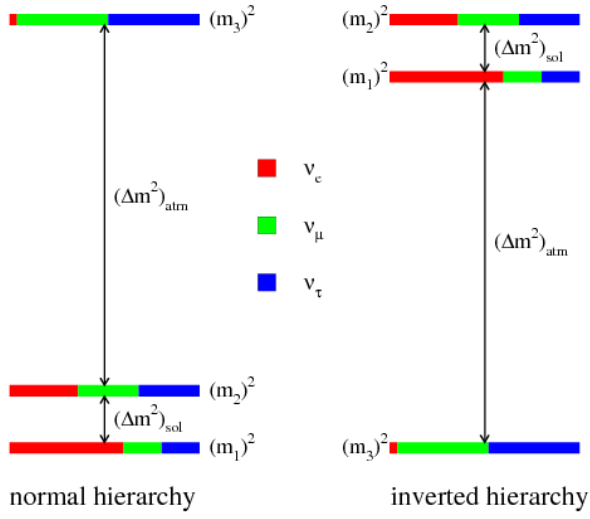 (m₃)²
(m₂)²
(Δm²)sol
(m₁)²
(Δm²)atm
νe
νμ
ντ
(Δm²)atm
(m₂)²
(Δm²)sol
(m₁)²
(m₃)²
normal hierarchy
inverted hierarchy